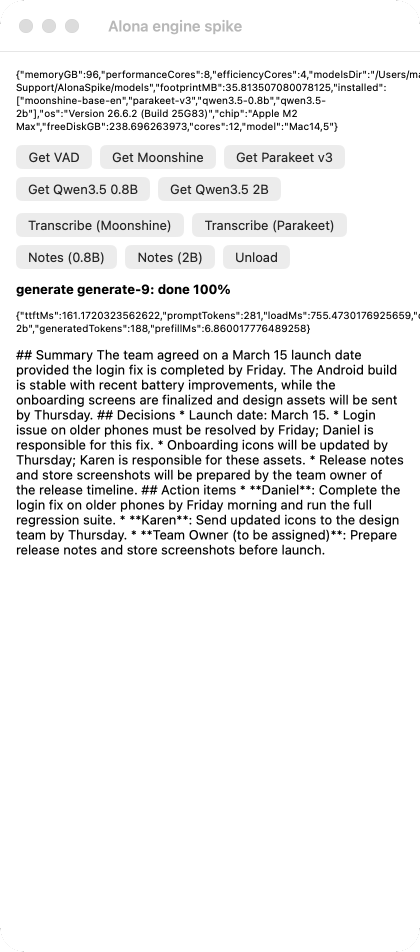 Alona engine spike
{"memoryGB":96,"performanceCores":8,"efficiencyCores":4,"modelsDir":"/Users/ma
Support/AlonaSpike/models","footprintMB":35.813507080078125,"installed":
["moonshine-base-en","parakeet-v3","qwen3.5-0.8b","qwen3.5-
2b"],"os":"Version 26.6.2 (Build 25G83)","chip":"Apple M2
Max","freeDiskGB":238.696263973,"cores":12,"model":"Mac14,5"}
Get VAD Get Moonshine Get Parakeet v3
Get Qwen3.5 0.8B Get Qwen3.5 2B
Transcribe (Moonshine) Transcribe (Parakeet)
Notes (0.8B) Notes (2B) Unload
generate generate-9: done 100%
{"ttftMs":161.1720323562622,"promptTokens":281,"loadMs":755.4730176925659,"
2b","generatedTokens":188,"prefillMs":6.860017776489258}
## Summary The team agreed on a March 15 launch date
provided the login fix is completed by Friday. The Android build
is stable with recent battery improvements, while the
onboarding screens are finalized and design assets will be sent
by Thursday. ## Decisions * Launch date: March 15. * Login
issue on older phones must be resolved by Friday; Daniel is
responsible for this fix. * Onboarding icons will be updated by
Thursday; Karen is responsible for these assets. * Release notes
and store screenshots will be prepared by the team owner of
the release timeline. ## Action items * **Daniel**: Complete the
login fix on older phones by Friday morning and run the full
regression suite. * **Karen**: Send updated icons to the design
team by Thursday. * **Team Owner (to be assigned)**: Prepare
release notes and store screenshots before launch.